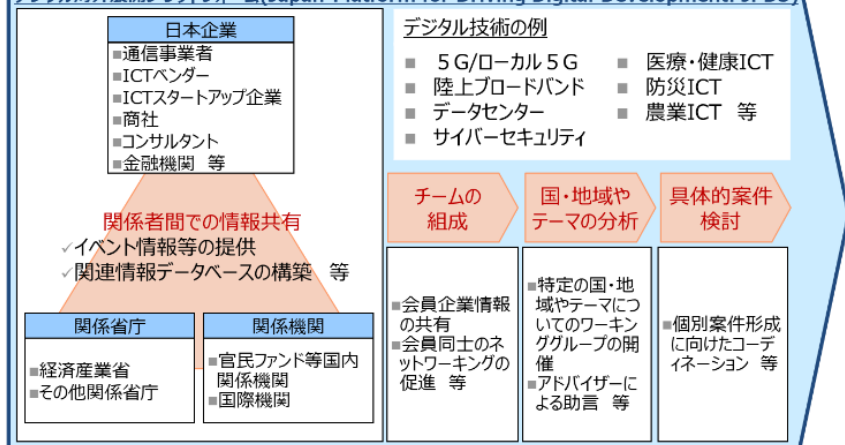 (Japan Platform for Driving Digital Development: JPD3)
日本企業
■通信事業者
■ICTベンダー
■ICTスタートアップ企業
■商社
■コンサルタント
■金融機関 等
関係者間での情報共有
✓イベント情報等の提供
✓関連情報データベースの構築 等
関係省庁
■経済産業省
■その他関係省庁
関係機関
■官民ファンド等国内
関係機関
■国際機関
デジタル技術の例
■ 5G/ローカル5G
■ 陸上ブロードバンド
■ データセンター
■ サイバーセキュリティ
■ 医療・健康ICT
■ 防災ICT
■ 農業ICT 等
チームの
組成
■会員企業情報
の共有
■会員同士のネ
ットワーキングの
促進 等
国・地域や
テーマの分析
■特定の国・地
域やテーマにつ
いてのワーキン
ググループの開
催
■アドバイザーに
よる助言 等
具体的案件
検討
■個別案件形成
に向けたコーデ
ィネーション 等